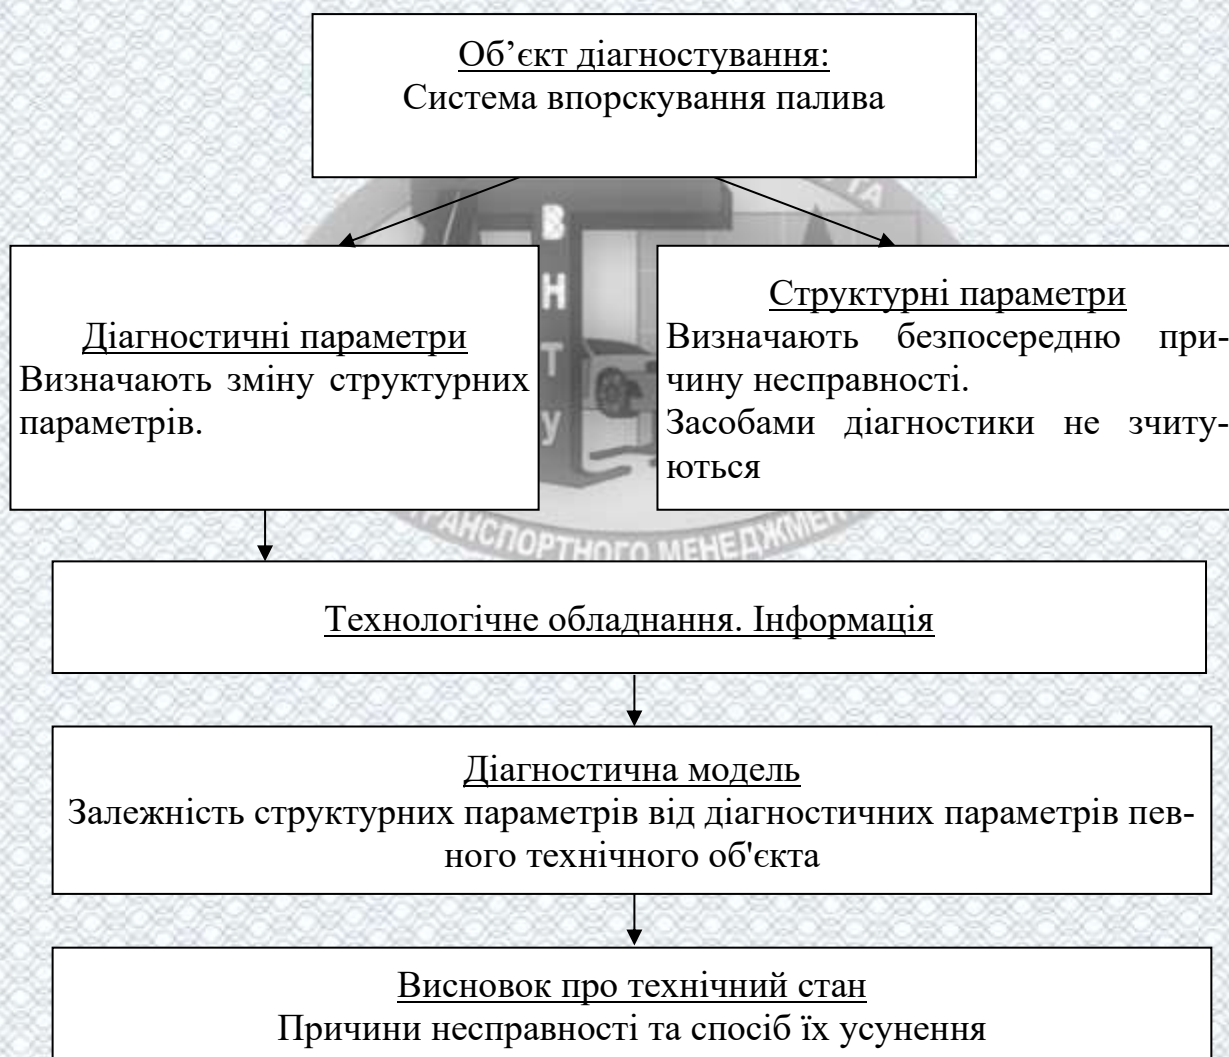 Об’єкт діагностування:
Система впорскування палива
Діагностичні параметри
Визначають зміну структурних
параметрів.
Структурні параметри
Визначають безпосередню при-
чину несправності.
Засобами діагностики не зчиту-
ються
В
Н
Т
У
ТРАНСПОРТНОГО МЕНЕДЖМЕН
Технологічне обладнання. Інформація
Діагностична модель
Залежність структурних параметрів від діагностичних параметрів пев-
ного технічного об'єкта
Висновок про технічний стан
Причини несправності та спосіб їх усунення